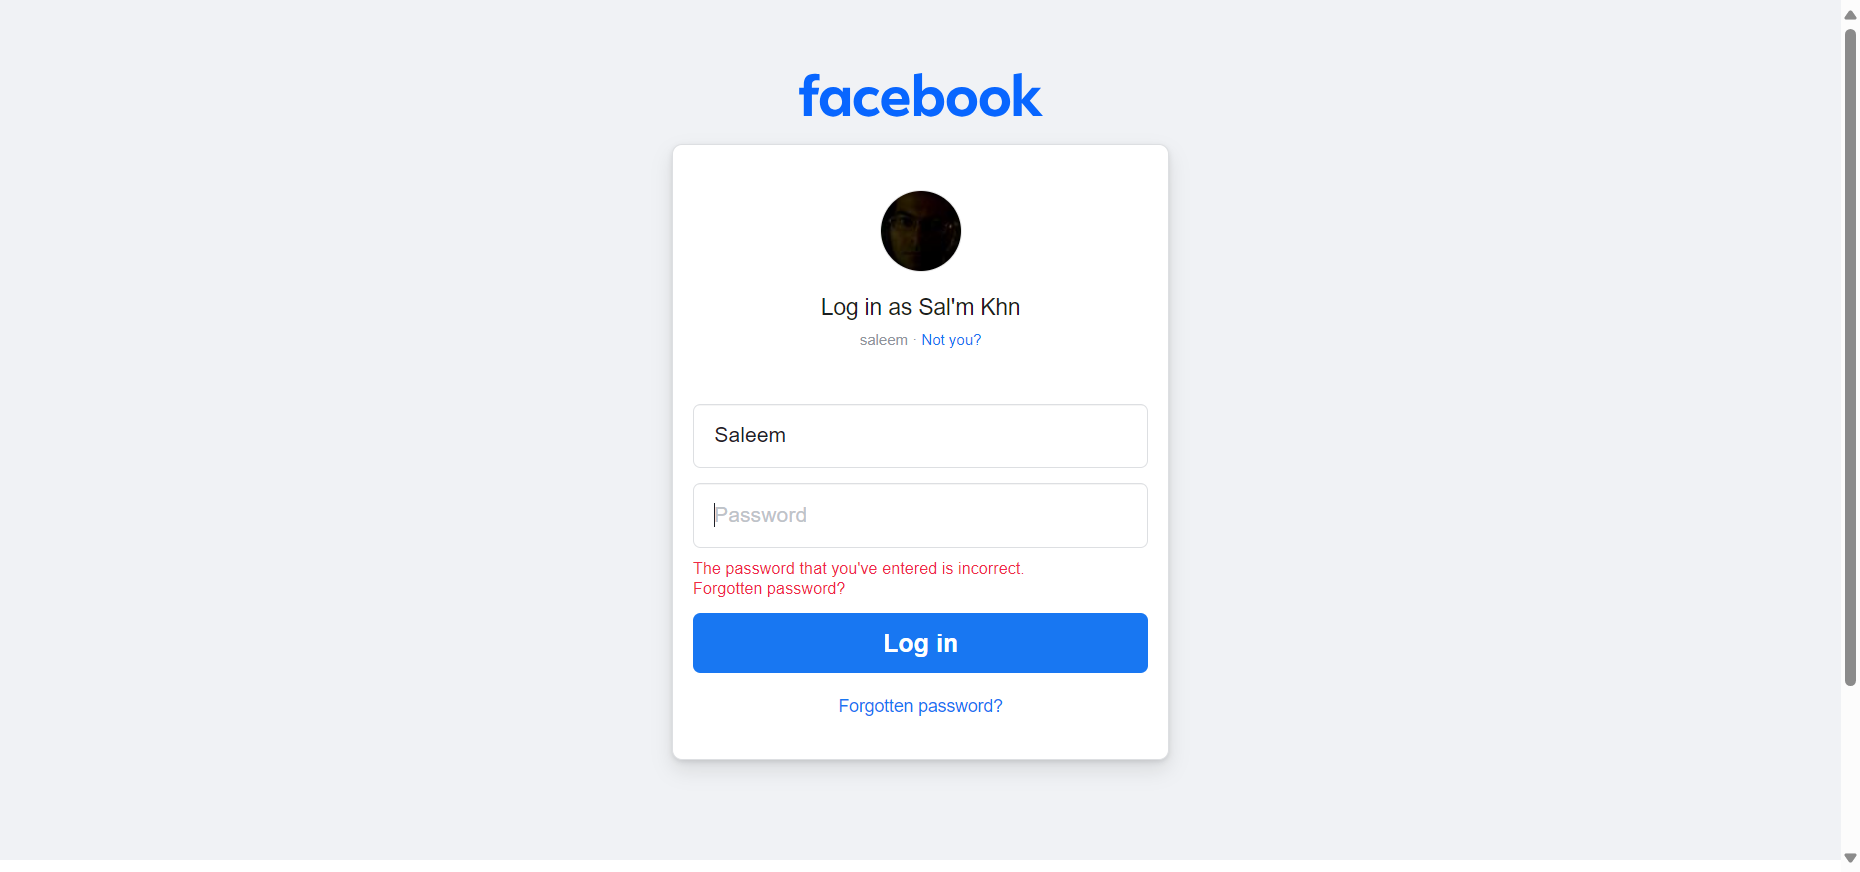 facebook
Log in as Sal'm Khn
saleem · Not you?
Saleem
Password
The password that you've entered is incorrect.
Forgotten password?
Log in
Forgotten password?